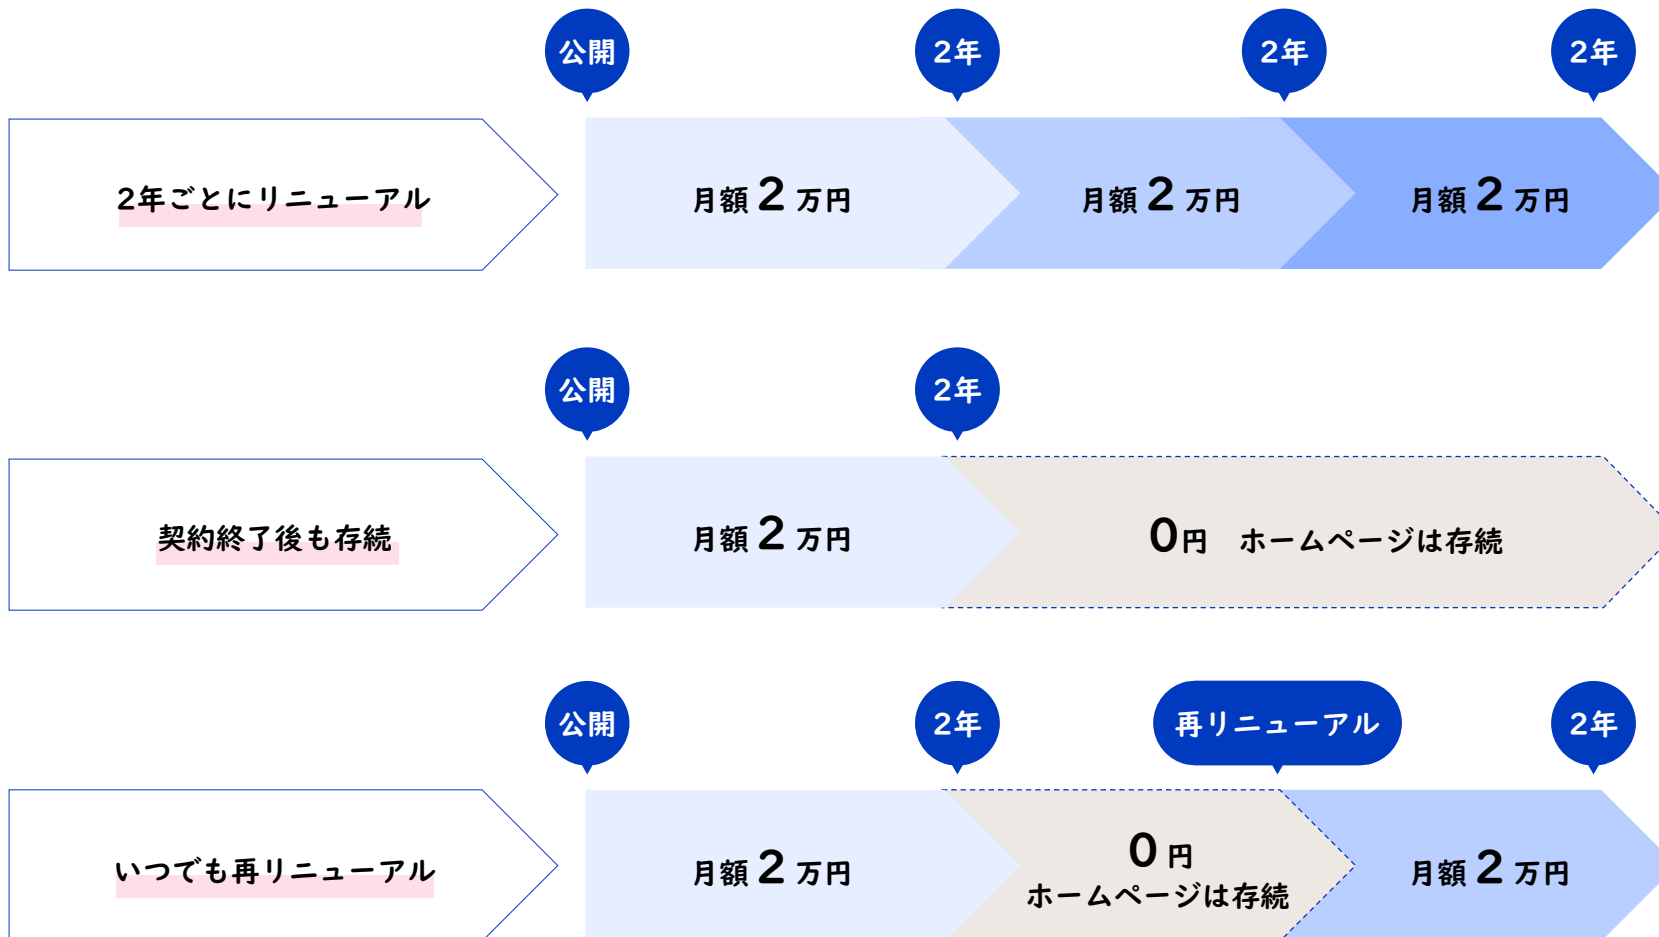 公開
2年
2年
2年
2年ごとにリニューアル
月額 2 万円
月額 2 万円
月額 2 万円
公開
2年
契約終了後も存続
月額 2 万円
0円　ホームページは存続
公開
2年
再リニューアル
2年
いつでも再リニューアル
月額 2 万円
0 円
ホームページは存続
月額 2 万円